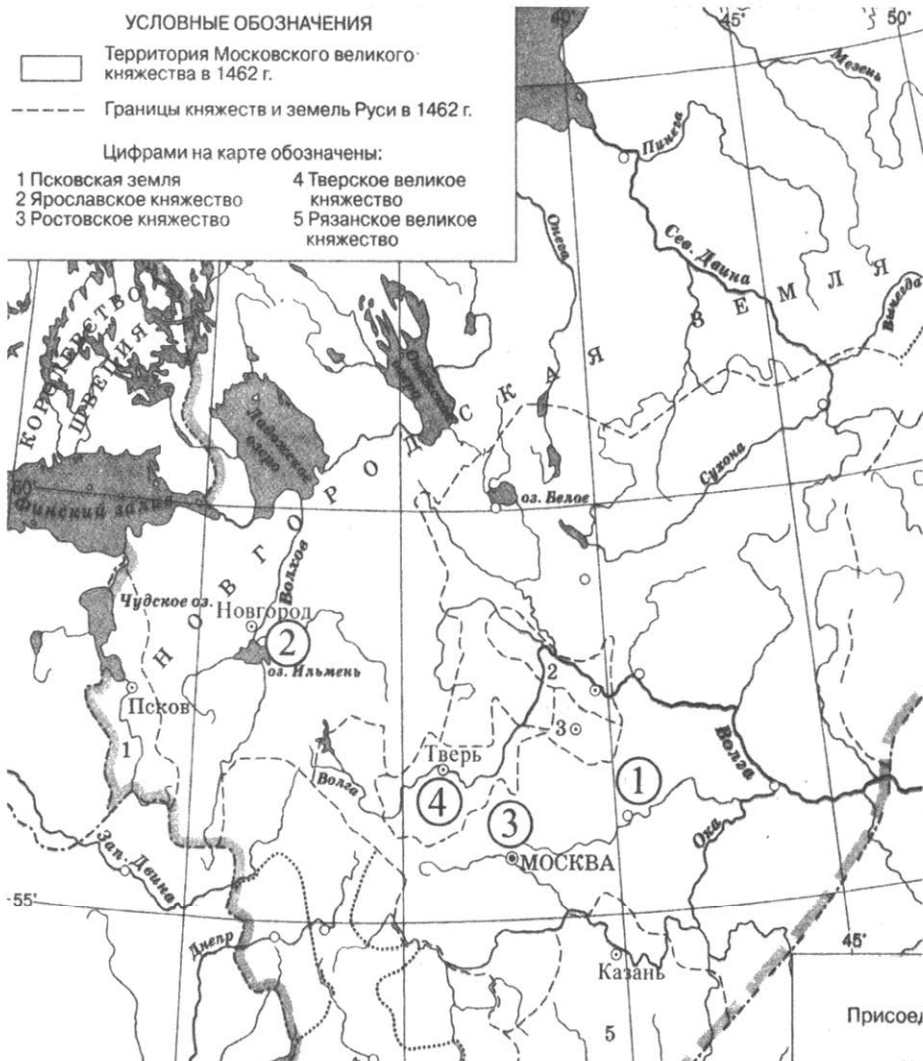 УСЛОВНЫЕ ОБОЗНАЧЕНИЯ
Территория Московского великого
княжества в 1462 г.
Границы княжеств и земель Руси в 1462 г.
Цифрами на карте обозначены:
1 Псковская земля
2 Ярославское княжество
3 Ростовское княжество
4 Тверское великое
княжество
5 Рязанское великое
княжество
40°
45°
50°
Мезень
Пинега
Онега
Сев. Двина
Вычегда
КОРОЛЕВСТВО
ШВЕЦИЯ
НОВГОРОДСКАЯ ЗЕМЛЯ
Онежское
озеро
Ладожское
озеро
60°
Финский залив
оз. Белое
Сухона
Волхов
Чудское оз.
Новгород
2
оз. Ильмень
Псков
1
2
3
Тверь
Волга
4
1
Волга
3
МОСКВА
Ока
Зап. Двина
55°
Днепр
45°
Казань
5
Присоед